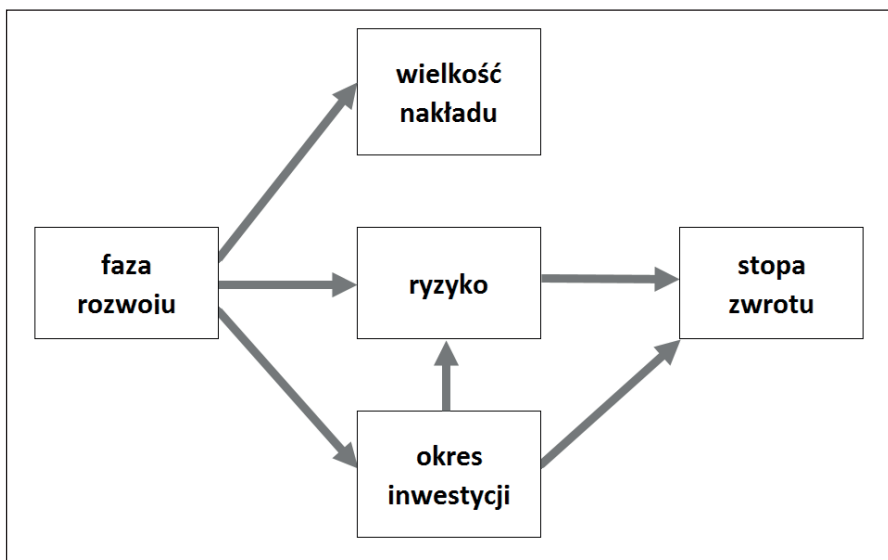 wielkość
nakładu
faza
rozwoju
ryzyko
stopa
zwrotu
okres
inwestycji